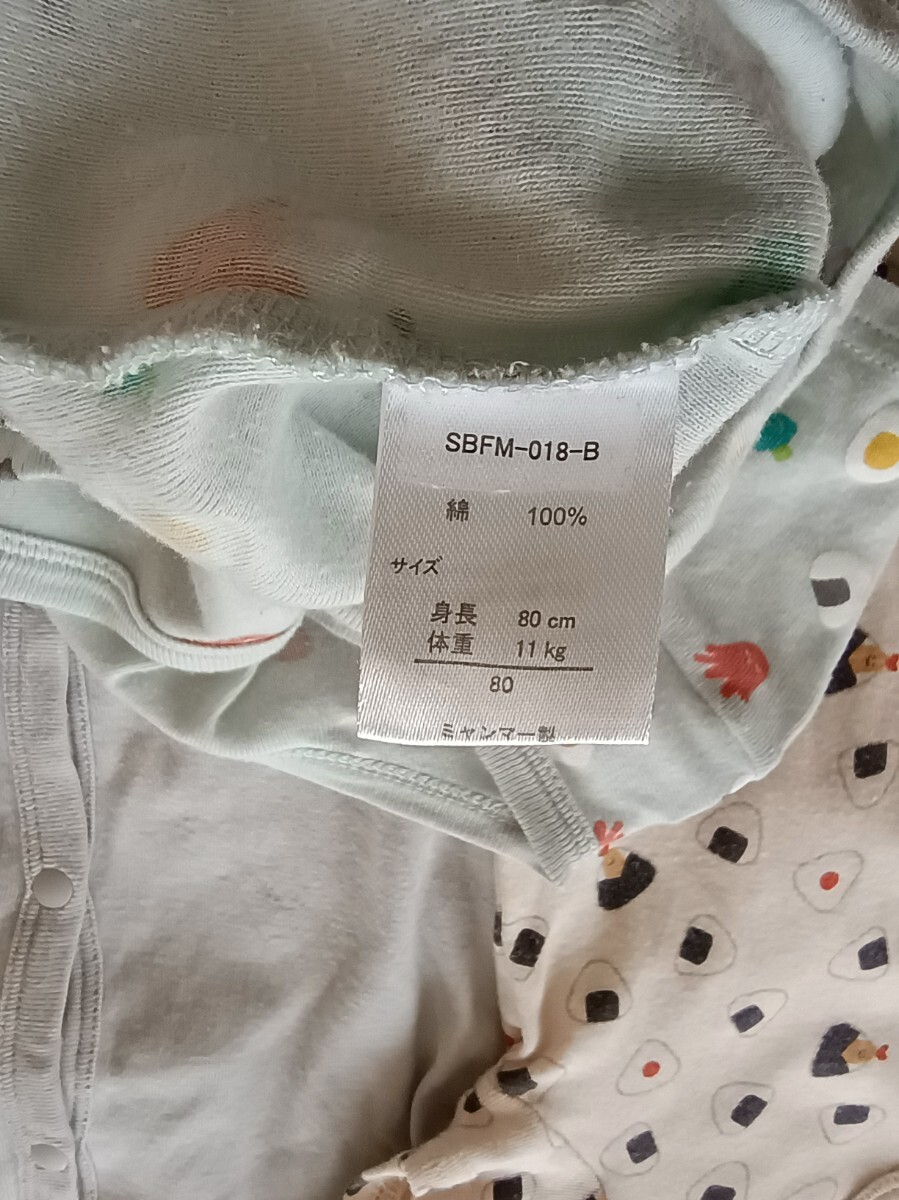 SBFM-018-B
綿 100%
サイズ
身長 80 cm
体重 11 kg
80
ミャンマー製